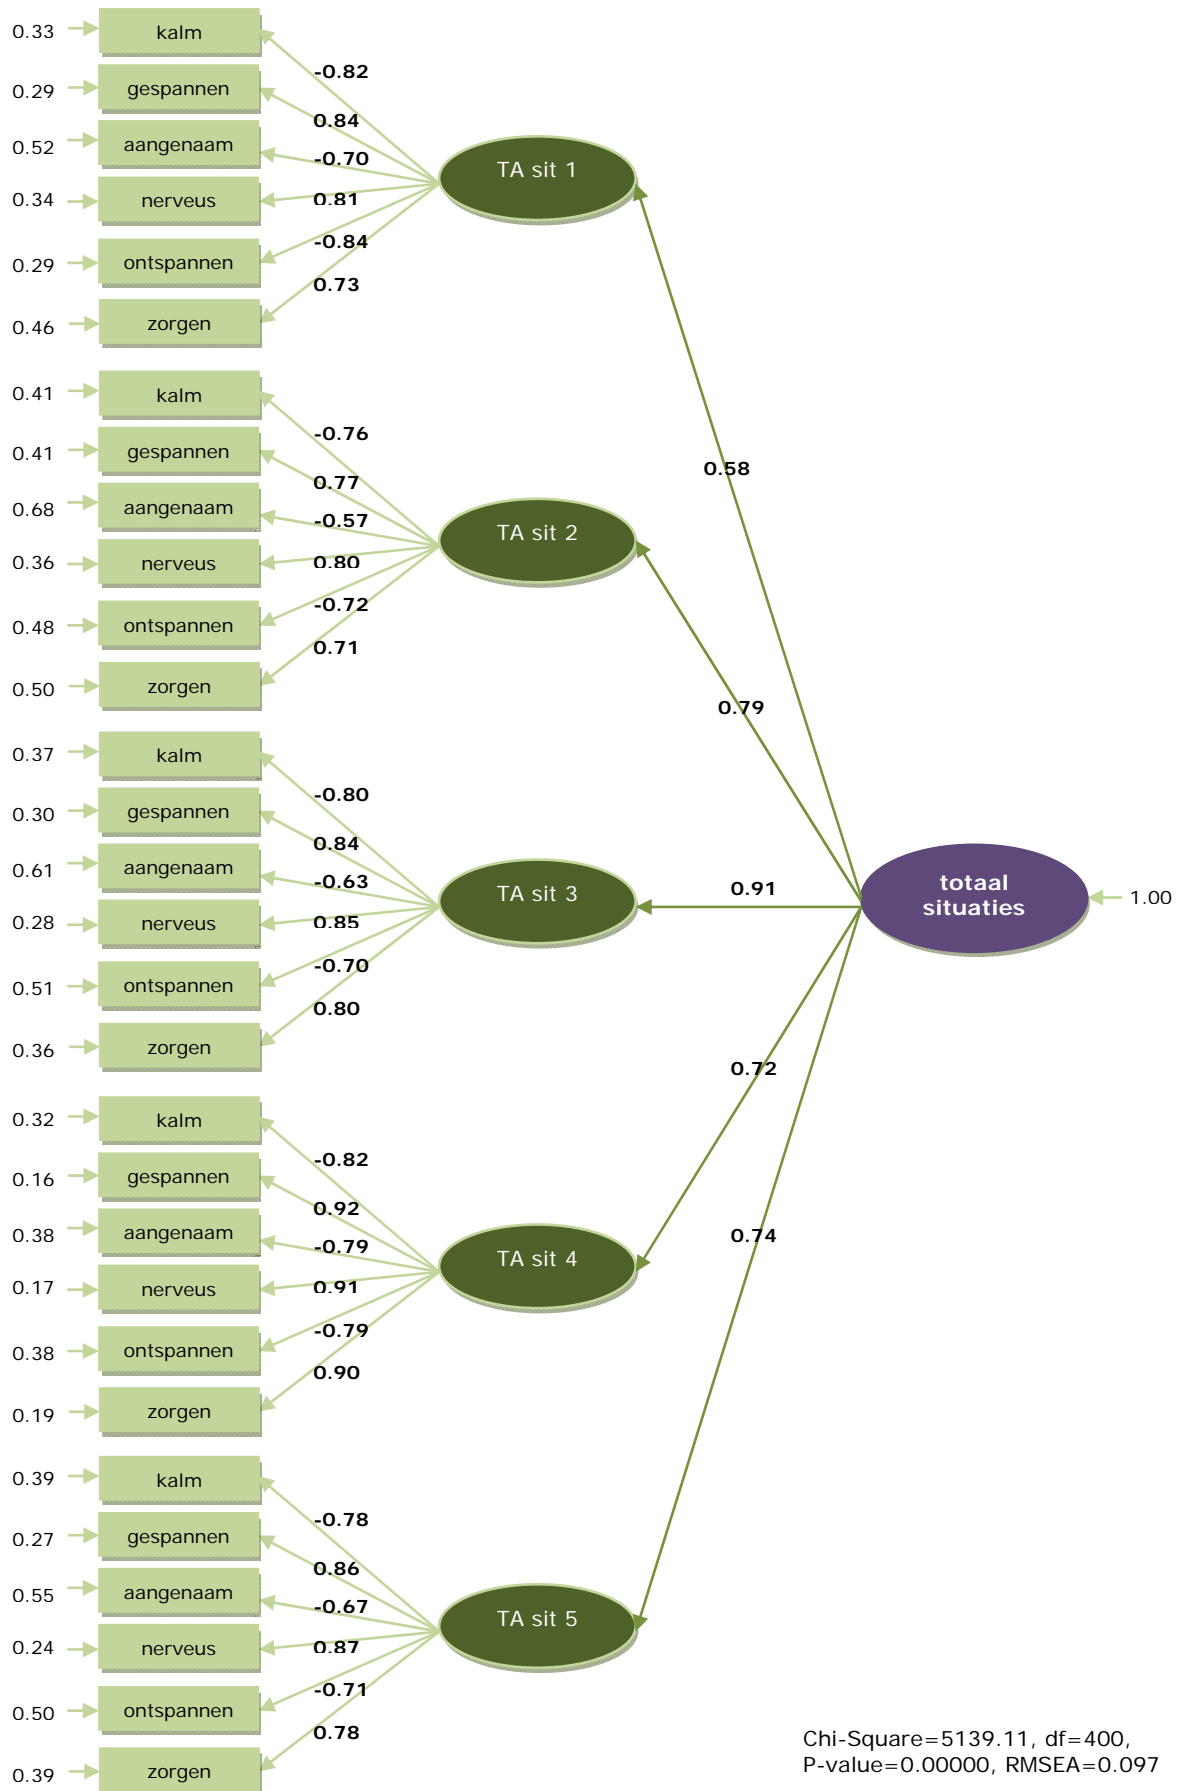 0.33 kalm
-0.82
0.29 gespannen
0.84
0.52 aangenaam
-0.70
TA sit 1
0.34 nerveus
0.81
0.29 ontspannen
-0.84
0.46 zorgen
0.73
0.58
0.41 kalm
-0.76
0.41 gespannen
0.77
0.68 aangenaam
-0.57
TA sit 2
0.36 nerveus
0.80
0.48 ontspannen
-0.72
0.50 zorgen
0.71
0.79
0.37 kalm
-0.80
0.30 gespannen
0.84
0.61 aangenaam
-0.63
TA sit 3
0.91
totaal
situaties
1.00
0.28 nerveus
0.85
0.51 ontspannen
-0.70
0.36 zorgen
0.80
0.72
0.32 kalm
-0.82
0.16 gespannen
0.92
0.38 aangenaam
-0.79
TA sit 4
0.74
0.17 nerveus
0.91
0.38 ontspannen
-0.79
0.19 zorgen
0.90
0.39 kalm
-0.78
0.27 gespannen
0.86
0.55 aangenaam
-0.67
TA sit 5
0.24 nerveus
0.87
0.50 ontspannen
-0.71
0.39 zorgen
0.78
Chi-Square=5139.11, df=400,
P-value=0.00000, RMSEA=0.097